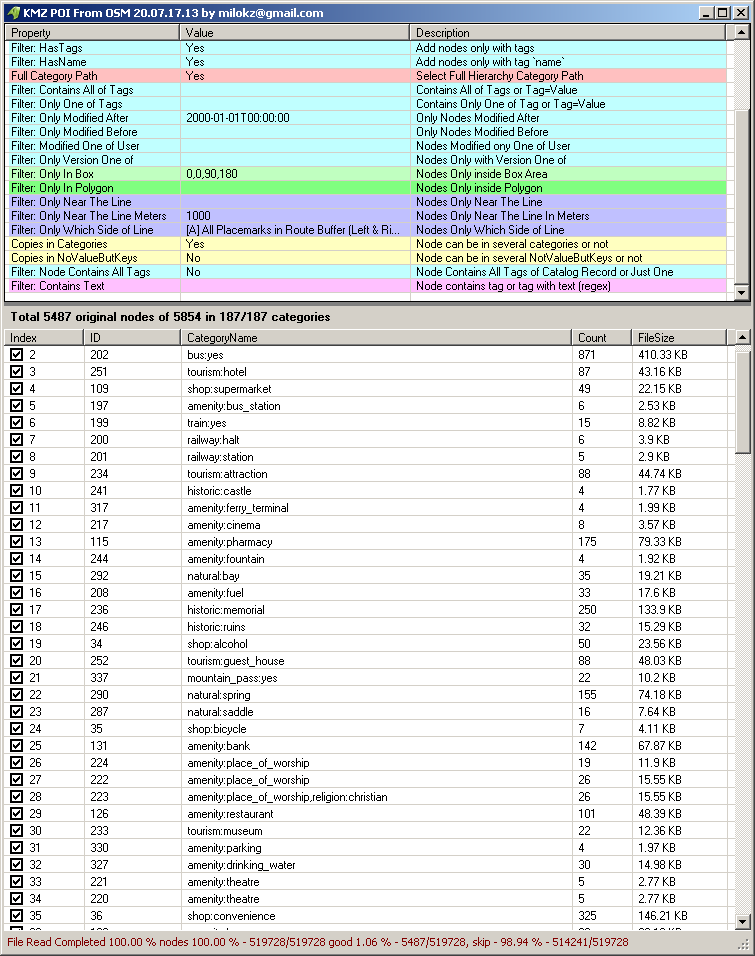 KMZ POI From OSM 20.07.17.13 by milokz@gmail.com
Property Value Description
Filter: HasTags Yes Add nodes only with tags
Filter: HasName Yes Add nodes only with tag `name`
Full Category Path Yes Select Full Hierarchy Category Path
Filter: Contains All of Tags Contains All of Tags or Tag=Value
Filter: Only One of Tags Contains Only One of Tag or Tag=Value
Filter: Only Modified After 2000-01-01T00:00:00 Only Nodes Modified After
Filter: Only Modified Before Only Nodes Modified Before
Filter: Modified One of User Nodes Modified ony One of User
Filter: Only Version One of Nodes Only with Version One of
Filter: Only In Box 0,0,90,180 Nodes Only inside Box Area
Filter: Only In Polygon Nodes Only inside Polygon
Filter: Only Near The Line Nodes Only Near The Line
Filter: Only Near The Line Meters 1000 Nodes Only Near The Line In Meters
Filter: Only Which Side of Line [A] All Placemarks in Route Buffer (Left & Ri... Nodes Only Which Side of Line
Copies in Categories Yes Node can be in several categories or not
Copies in NoValueButKeys No Node can be in several NotValueButKeys or not
Filter: Node Contains All Tags No Node Contains All Tags of Catalog Record or Just One
Filter: Contains Text Node contains tag or tag with text (regex)
Total 5487 original nodes of 5854 in 187/187 categories
Index ID CategoryName Count FileSize
2 202 bus:yes 871 410.33 KB
3 251 tourism:hotel 87 43.16 KB
4 109 shop:supermarket 49 22.15 KB
5 197 amenity:bus_station 6 2.53 KB
6 199 train:yes 15 8.82 KB
7 200 railway:halt 6 3.9 KB
8 201 railway:station 5 2.9 KB
9 234 tourism:attraction 88 44.74 KB
10 241 historic:castle 4 1.77 KB
11 317 amenity:ferry_terminal 4 1.99 KB
12 217 amenity:cinema 8 3.57 KB
13 115 amenity:pharmacy 175 79.33 KB
14 244 amenity:fountain 4 1.92 KB
15 292 natural:bay 35 19.21 KB
16 208 amenity:fuel 33 17.6 KB
17 236 historic:memorial 250 133.9 KB
18 246 historic:ruins 32 15.29 KB
19 34 shop:alcohol 50 23.56 KB
20 252 tourism:guest_house 88 48.03 KB
21 337 mountain_pass:yes 22 10.2 KB
22 290 natural:spring 155 74.18 KB
23 287 natural:saddle 16 7.64 KB
24 35 shop:bicycle 7 4.11 KB
25 131 amenity:bank 142 67.87 KB
26 224 amenity:place_of_worship 19 11.9 KB
27 222 amenity:place_of_worship 26 15.55 KB
28 223 amenity:place_of_worship,religion:christian 26 15.55 KB
29 126 amenity:restaurant 101 48.39 KB
30 233 tourism:museum 22 12.36 KB
31 330 amenity:parking 4 1.97 KB
32 327 amenity:drinking_water 30 14.98 KB
33 221 amenity:theatre 5 2.77 KB
34 220 amenity:theatre 5 2.77 KB
35 36 shop:convenience 325 146.21 KB
File Read Completed 100.00 % nodes 100.00 % - 519728/519728 good 1.06 % - 5487/519728, skip - 98.94 % - 514241/519728